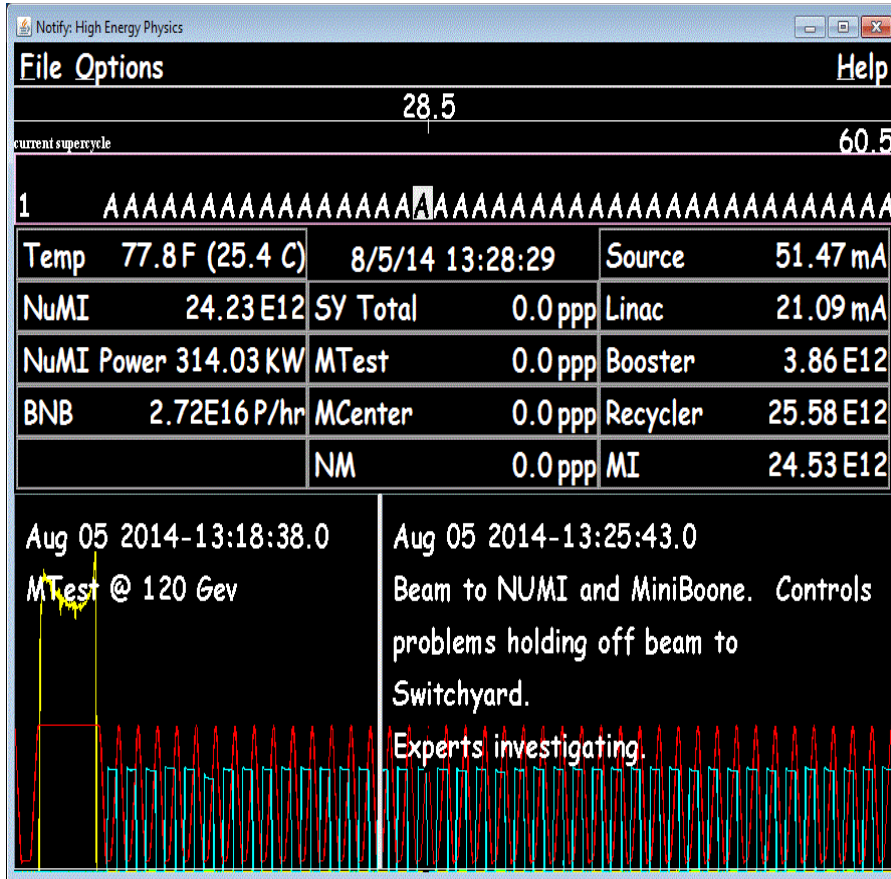 Notify: High Energy Physics
File Options Help
28.5
current supercycle 60.5
1 AAAAAAAAAAAAAAAAAAAAAAAAAAAAAAAAAAAAAAAAA
Temp 77.8F (25.4 C) 8/5/14 13:28:29 Source 51.47 mA
NuMI 24.23 E12 SY Total 0.0 ppp Linac 21.09 mA
NuMI Power 314.03 KW MTest 0.0 ppp Booster 3.86 E12
BNB 2.72E16 P/hr MCenter 0.0 ppp Recycler 25.58 E12
NM 0.0 ppp MI 24.53 E12
Aug 05 2014-13:18:38.0
MTest @ 120 Gev
Aug 05 2014-13:25:43.0
Beam to NUMI and MiniBoone. Controls
problems holding off beam to
Switchyard.
Experts investigating.